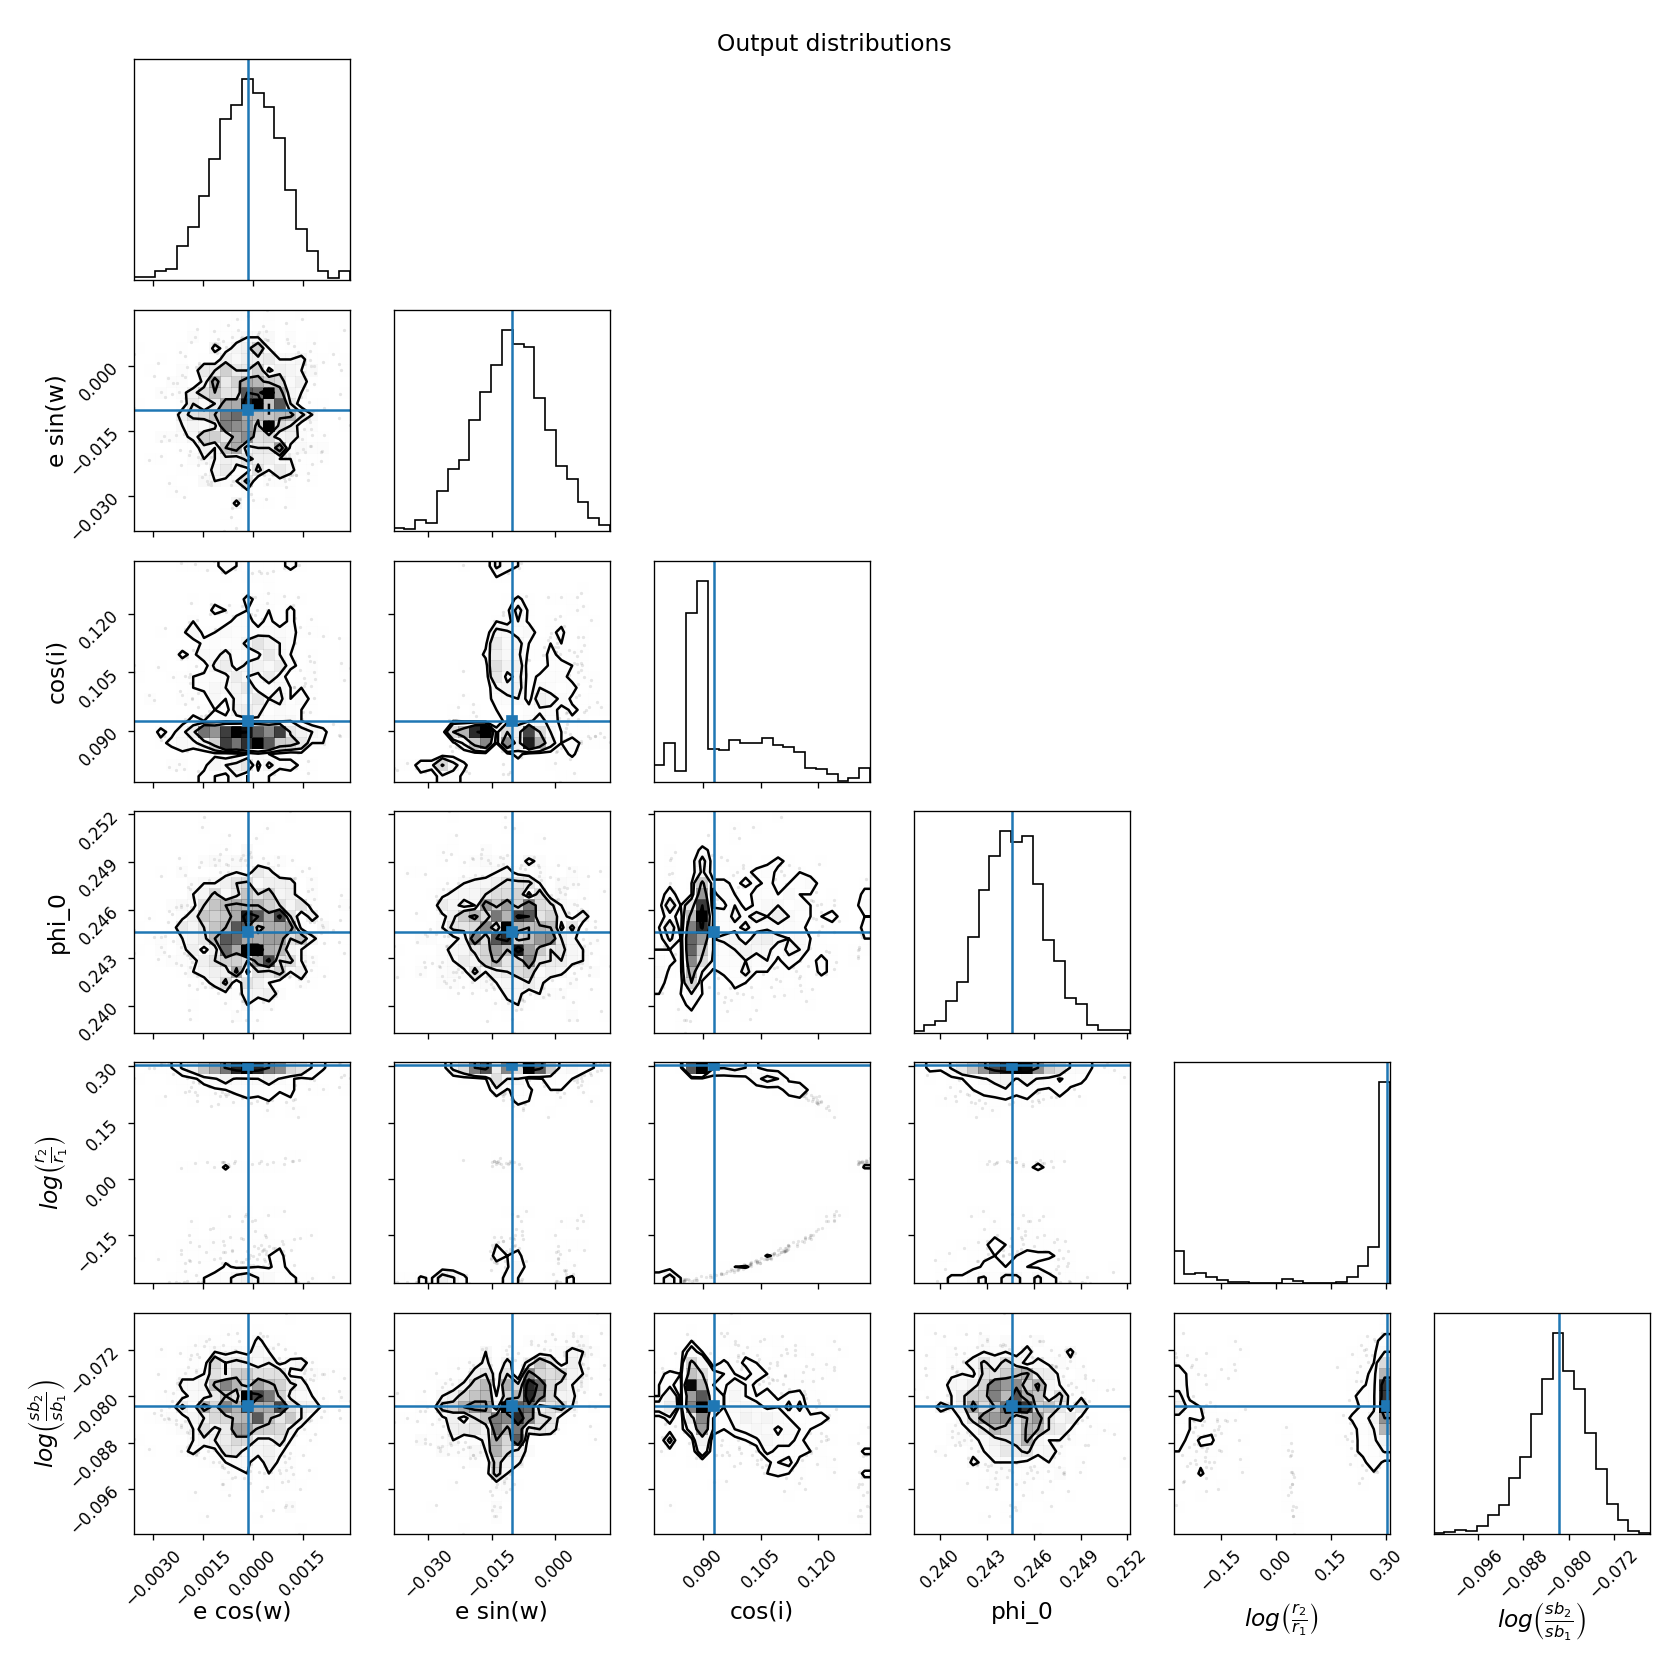 Output distributions
e sin(w)
0.000
−0.015
−0.030
cos(i)
0.120
0.105
0.090
phi_0
0.252
0.249
0.246
0.243
0.240
log(r₂/r₁)
0.30
0.15
0.00
−0.15
log(sb₂/sb₁)
−0.072
−0.080
−0.088
−0.096
−0.0030 −0.0015 0.0000 0.0015
−0.030 −0.015 0.000
0.090 0.105 0.120
0.240 0.243 0.246 0.249 0.252
−0.15 0.00 0.15 0.30
−0.096 −0.088 −0.080 −0.072
e cos(w) e sin(w) cos(i) phi_0 log(r₂/r₁) log(sb₂/sb₁)